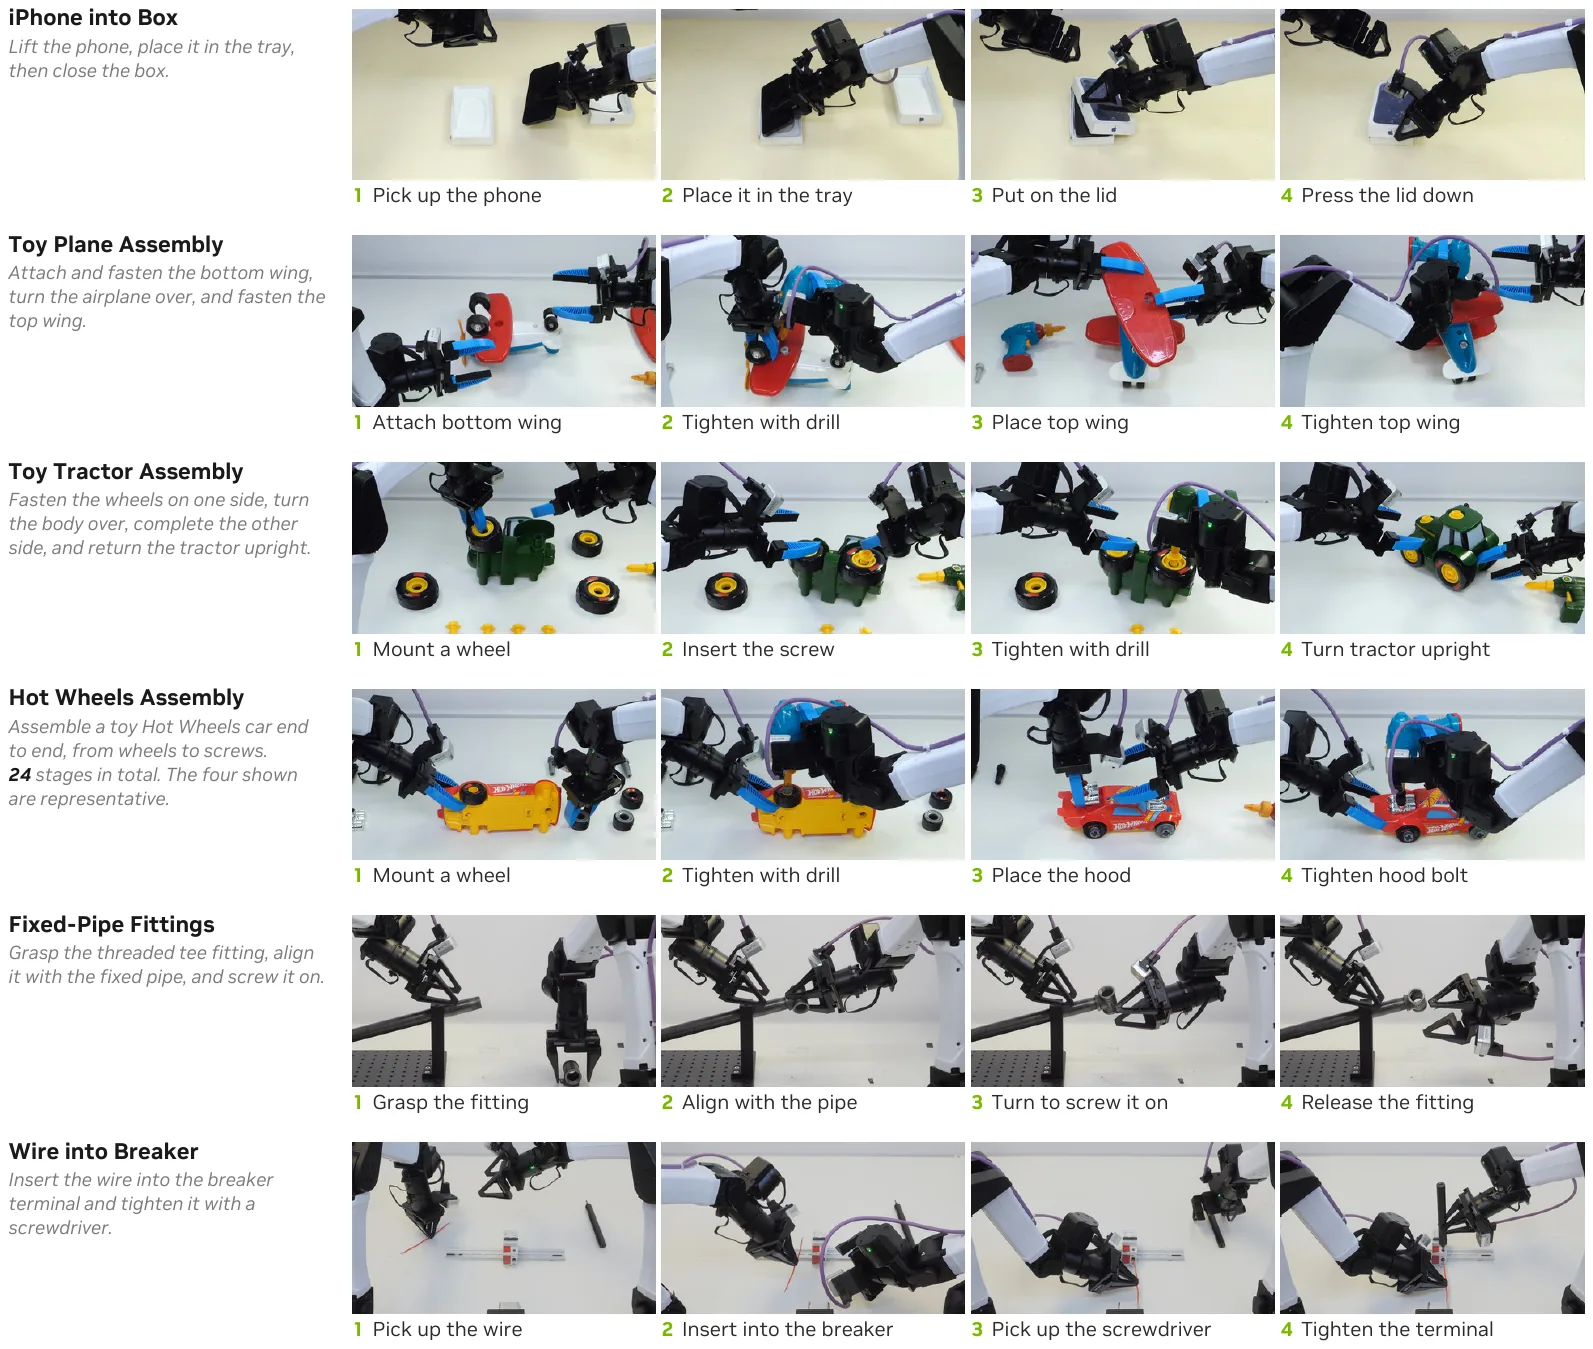 iPhone into Box
Lift the phone, place it in the tray,
then close the box.
1 Pick up the phone
2 Place it in the tray
3 Put on the lid
4 Press the lid down
Toy Plane Assembly
Attach and fasten the bottom wing,
turn the airplane over, and fasten the
top wing.
1 Attach bottom wing
2 Tighten with drill
3 Place top wing
4 Tighten top wing
Toy Tractor Assembly
Fasten the wheels on one side, turn
the body over, complete the other
side, and return the tractor upright.
1 Mount a wheel
2 Insert the screw
3 Tighten with drill
4 Turn tractor upright
Hot Wheels Assembly
Assemble a toy Hot Wheels car end
to end, from wheels to screws.
24 stages in total. The four shown
are representative.
1 Mount a wheel
2 Tighten with drill
3 Place the hood
4 Tighten hood bolt
Fixed-Pipe Fittings
Grasp the threaded tee fitting, align
it with the fixed pipe, and screw it on.
1 Grasp the fitting
2 Align with the pipe
3 Turn to screw it on
4 Release the fitting
Wire into Breaker
Insert the wire into the breaker
terminal and tighten it with a
screwdriver.
1 Pick up the wire
2 Insert into the breaker
3 Pick up the screwdriver
4 Tighten the terminal